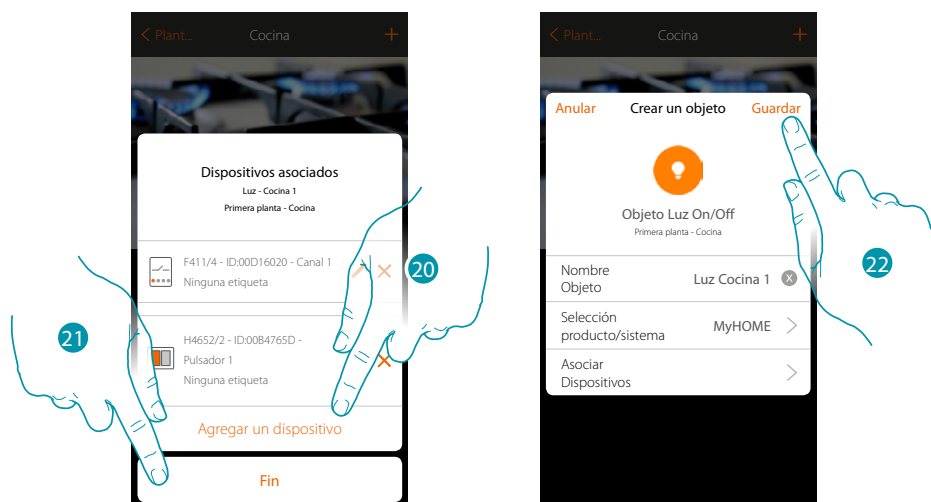 < Plant... Cocina +
Dispositivos asociados
Luz - Cocina 1
Primera planta - Cocina
F411/4 - ID:00D16020 - Canal 1
Ninguna etiqueta
20
H4652/2 - ID:00B4765D -
Pulsador 1
Ninguna etiqueta
21
Agregar un dispositivo
Fin
< Plant... Cocina +
Anular Crear un objeto Guardar
Objeto Luz On/Off
Primera planta - Cocina
22
Nombre
Objeto
Luz Cocina 1 X
Selección
producto/sistema
MyHOME >
Asociar
Dispositivos
>